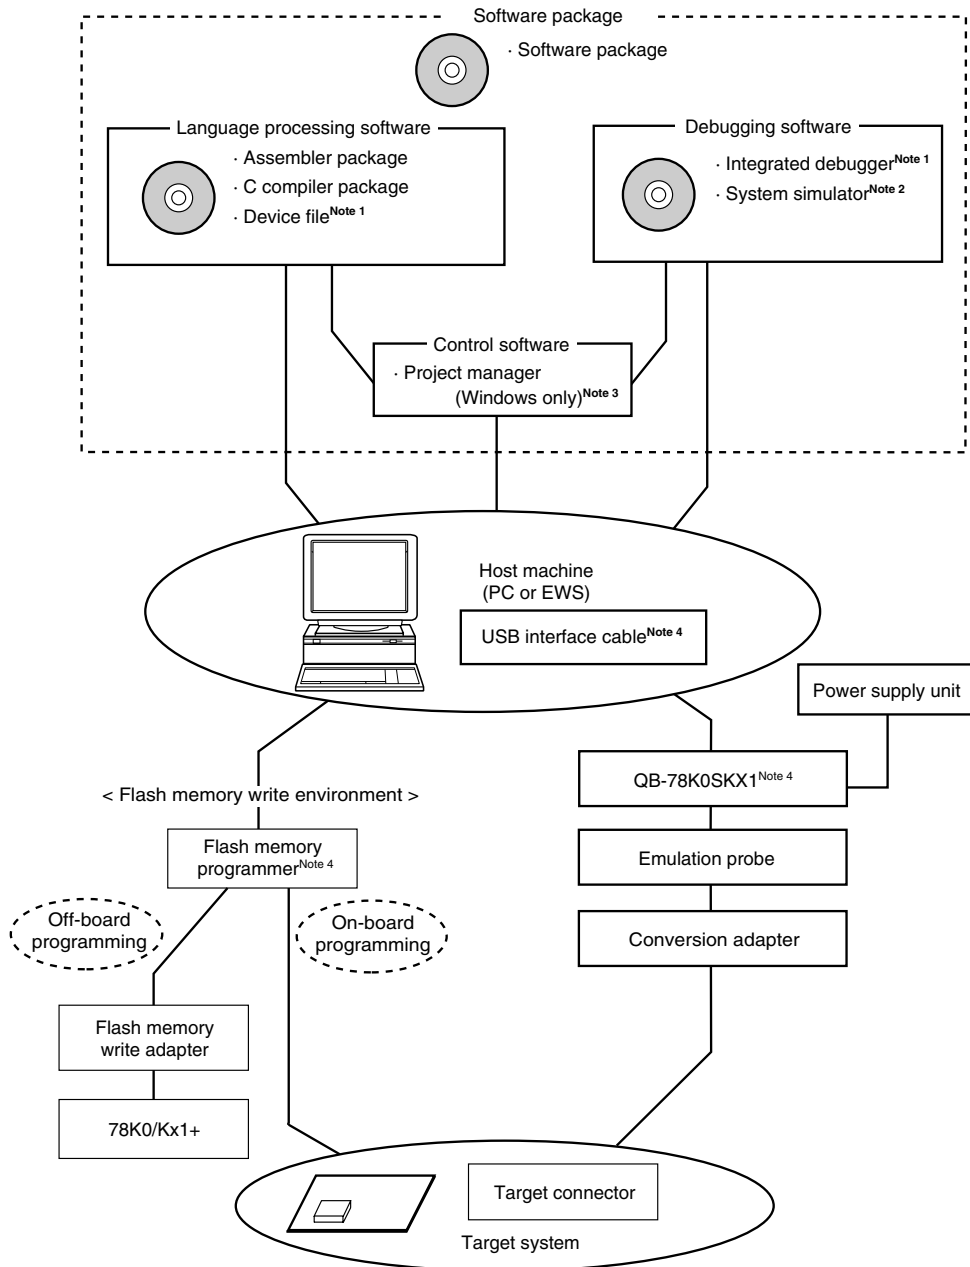 Software package
· Software package
Language processing software
· Assembler package
· C compiler package
· Device fileNote 1
Debugging software
· Integrated debuggerNote 1
· System simulatorNote 2
Control software
· Project manager
(Windows only)Note 3
Host machine
(PC or EWS)
USB interface cableNote 4
Power supply unit
QB-78K0SKX1Note 4
< Flash memory write environment >
Flash memory
programmerNote 4
Emulation probe
Off-board
programming
On-board
programming
Conversion adapter
Flash memory
write adapter
78K0/Kx1+
Target connector
Target system